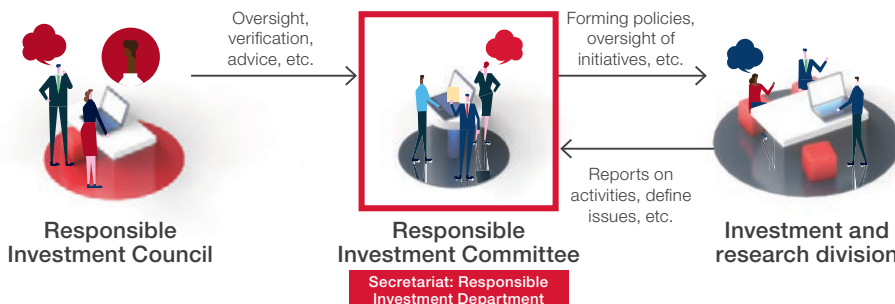 Oversight,
verification,
advice, etc.
Forming policies,
oversight of
initiatives, etc.
Reports on
activities, define
issues, etc.
Responsible
Investment Council
Responsible
Investment Committee
Secretariat: Responsible
Investment Department
Investment and
research division